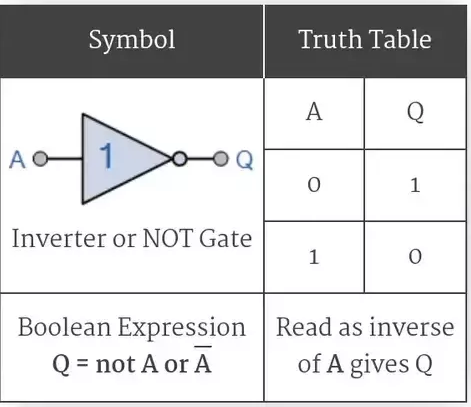 Symbol
Truth Table
A
1
Q
Inverter or NOT Gate
A Q
0 1
1 0
Boolean Expression
Q = not A or A̅
Read as inverse
of A gives Q